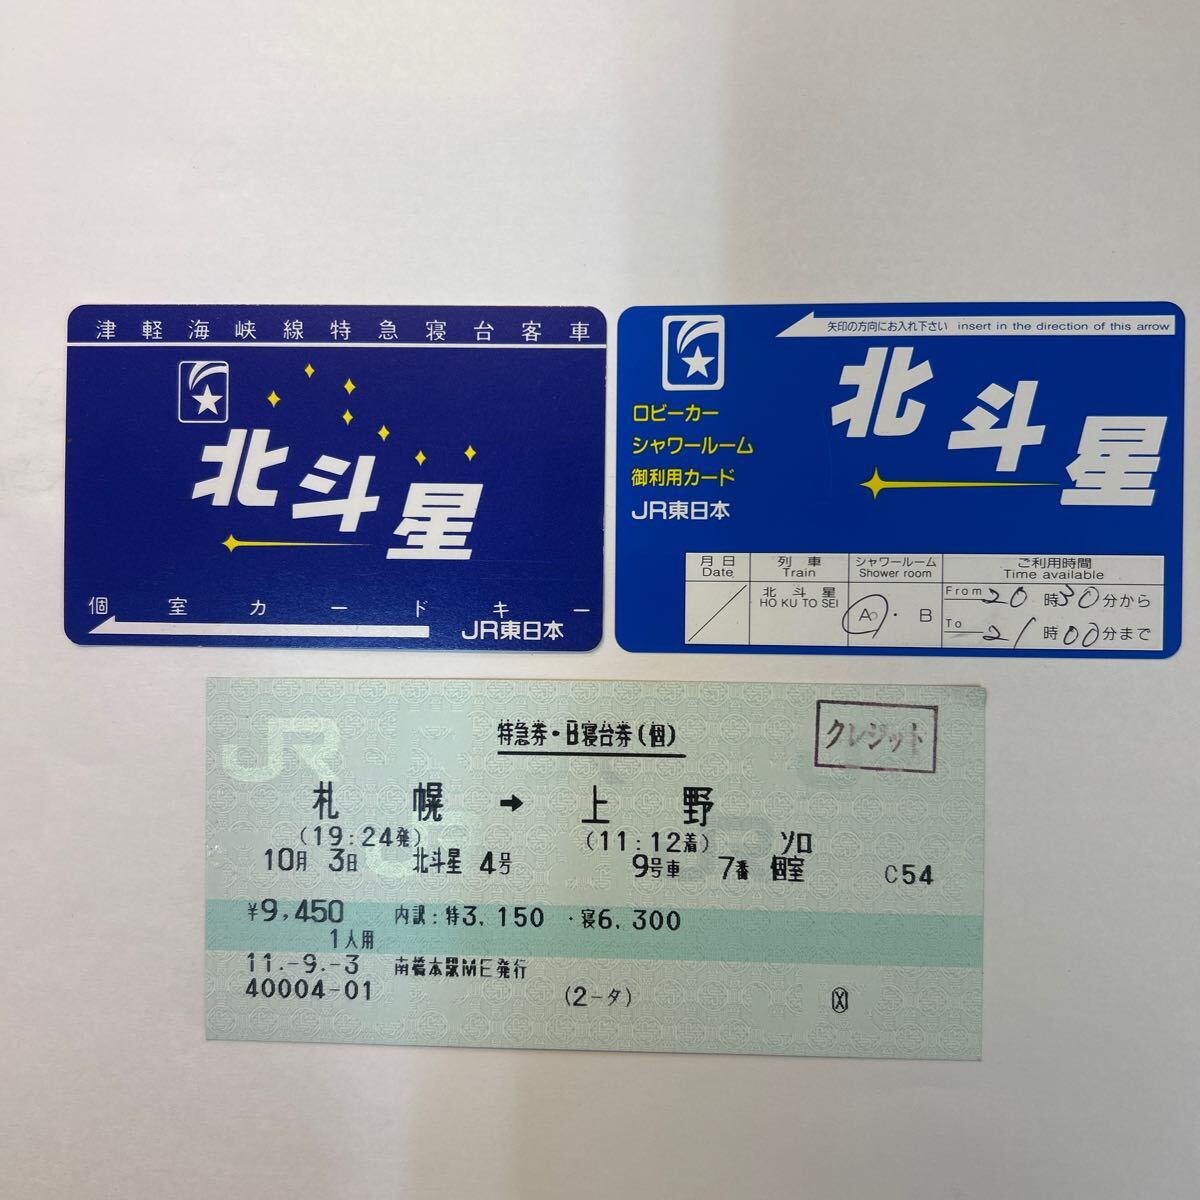 津軽海峡線特急寝台客車
北斗星
個室カードキー
JR東日本
矢印の方向にお入れ下さい insert in the direction of this arrow
北斗星
ロビーカー
シャワールーム
御利用カード
JR東日本
月日 列車 シャワールーム ご利用時間
Date Train Shower room Time available
北斗星
HO KU TO SEI
A・B
From 20時30分から
To 21時00分まで
特急券・B寝台券(個)
クレジット
札幌 → 上野
(19:24発) (11:12着) ソロ
10月 3日 北斗星 4号 9号車 7番 個室 C54
¥9,450 内訳:特3,150 ・寝6,300
1人用
11.-9.-3 南橋本駅ME発行
40004-01 (2-タ)